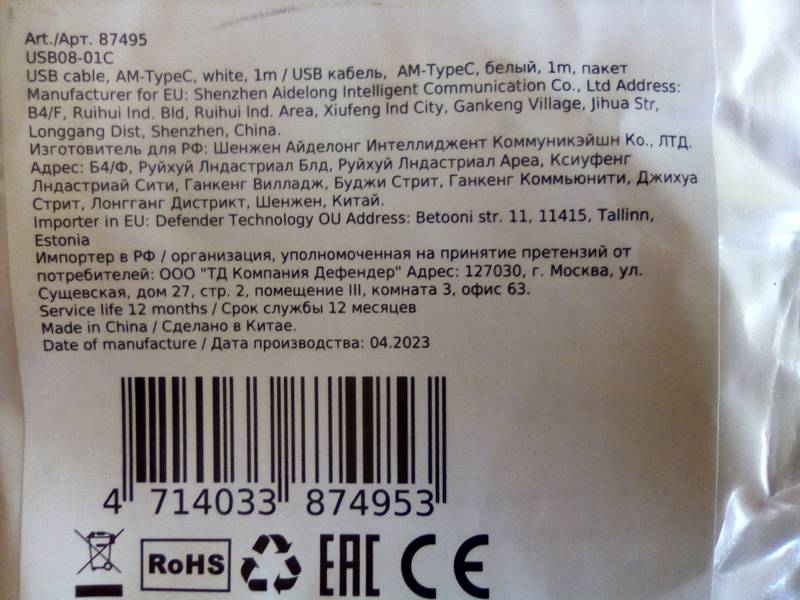 Art./Арт. 87495
USB08-01C
USB cable, AM-TypeC, white, 1m / USB кабель, AM-TypeC, белый, 1m, пакет
Manufacturer for EU: Shenzhen Aidelong Intelligent Communication Co., Ltd Address:
B4/F, Ruihui Ind. Bld, Ruihui Ind. Area, Xiufeng Ind City, Gankeng Village, Jihua Str,
Longgang Dist, Shenzhen, China.
Изготовитель для РФ: Шенжен Айделонг Интеллиджент Коммуникэйшн Ко., ЛТД.
Адрес: Б4/Ф, Руйхуй Лндастриал Блд, Руйхуй Лндастриал Ареа, Ксиуфенг
Лндастриай Сити, Ганкенг Вилладж, Буджи Стрит, Ганкенг Коммьюнити, Джихуа
Стрит, Лонгганг Дистрикт, Шенжен, Китай.
Importer in EU: Defender Technology OU Address: Betooni str. 11, 11415, Tallinn,
Estonia
Импортер в РФ / организация, уполномоченная на принятие претензий от
потребителей: ООО "ТД Компания Дефендер" Адрес: 127030, г. Москва, ул.
Сущевская, дом 27, стр. 2, помещение III, комната 3, офис 63.
Service life 12 months / Срок службы 12 месяцев
Made in China / Сделано в Китае.
Date of manufacture / Дата производства: 04.2023
4 714033 874953
RoHS EAC CE